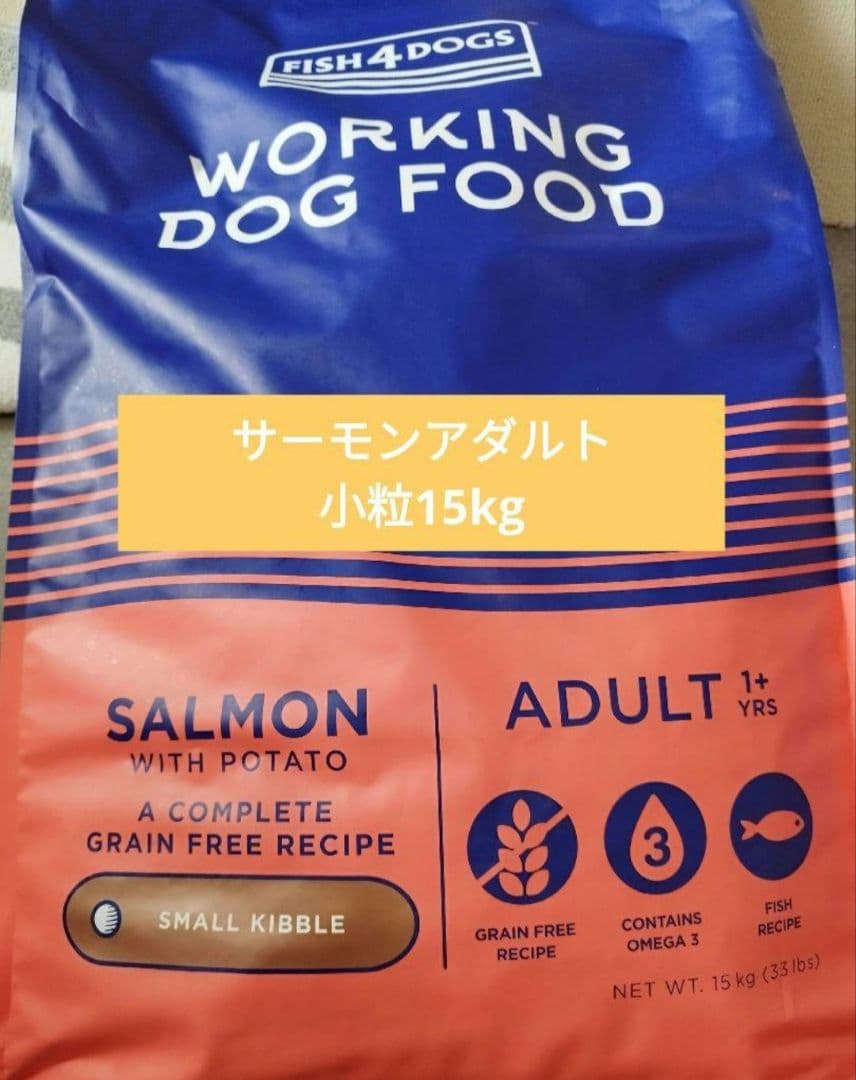 FISH4DOGS
WORKING
DOG FOOD
サーモンアダルト
小粒15kg
SALMON
WITH POTATO
A COMPLETE
GRAIN FREE RECIPE
SMALL KIBBLE
ADULT 1+
YRS
3
GRAIN FREE
RECIPE
CONTAINS
OMEGA 3
FISH
RECIPE
NET WT. 15 kg (33 lbs)